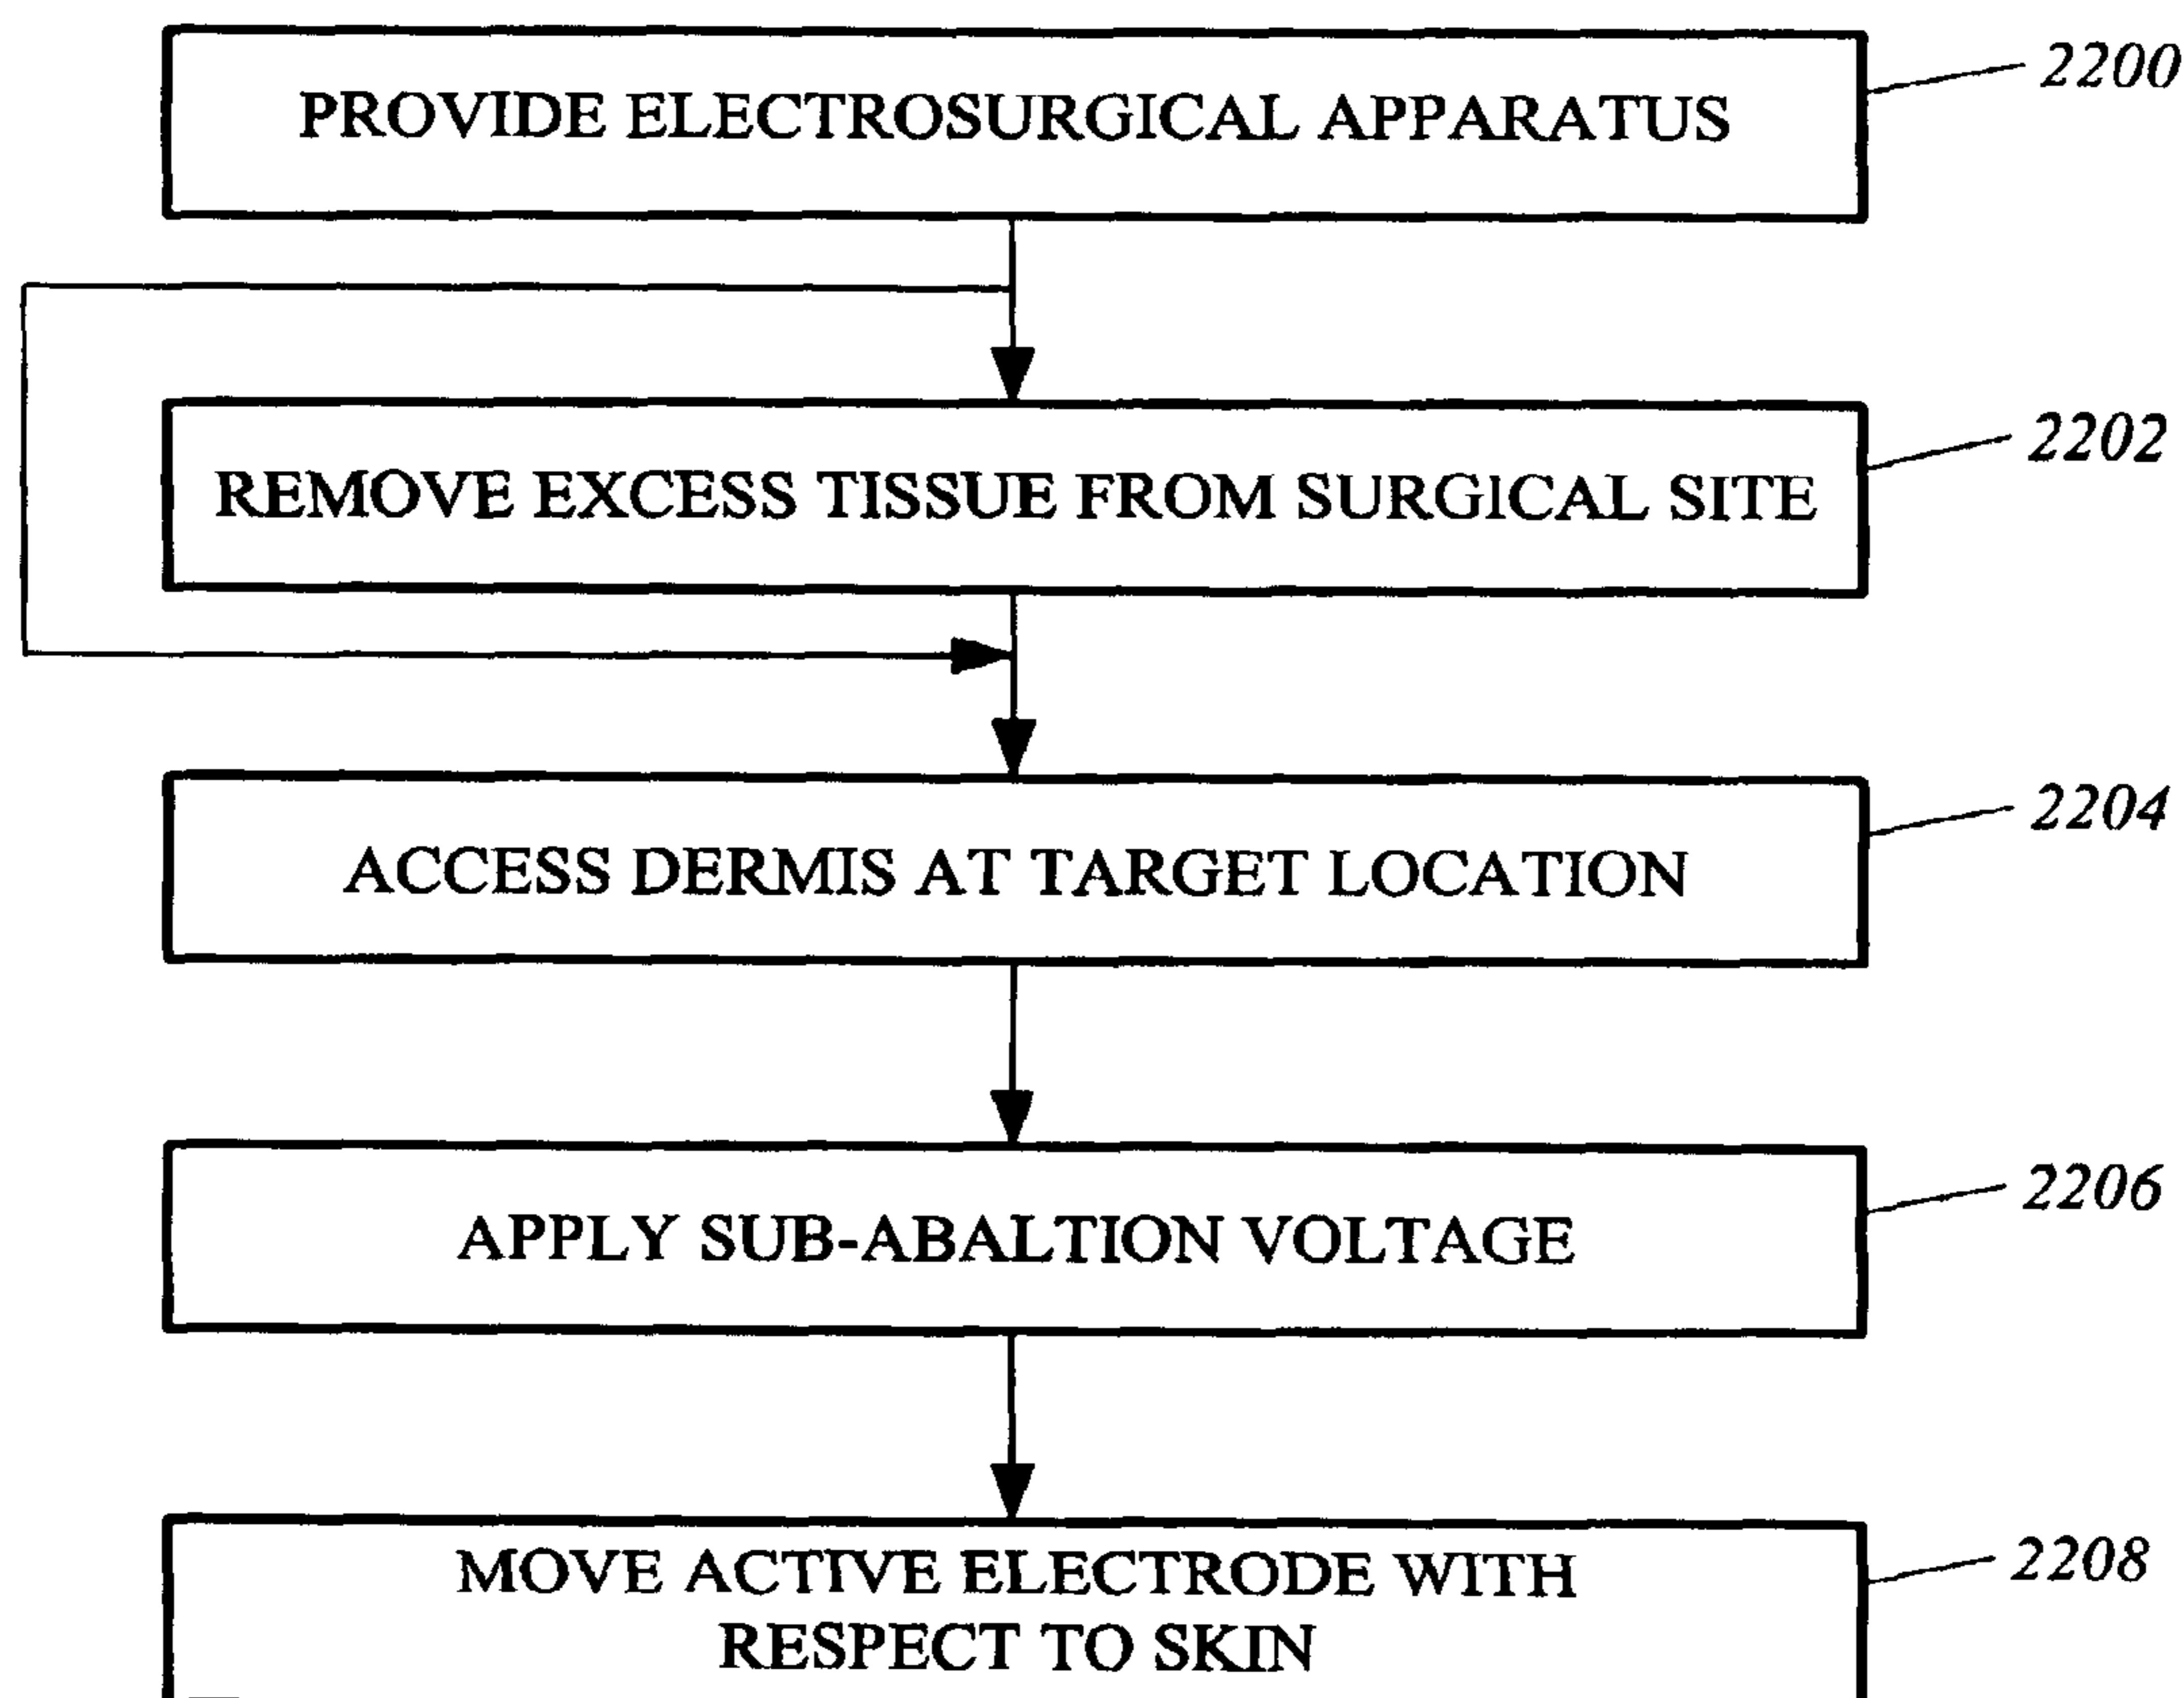 PROVIDE ELECTROSURGICAL APPARATUS
2200
REMOVE EXCESS TISSUE FROM SURGICAL SITE
2202
ACCESS DERMIS AT TARGET LOCATION
2204
APPLY SUB-ABALTION VOLTAGE
2206
MOVE ACTIVE ELECTRODE WITH
RESPECT TO SKIN
2208